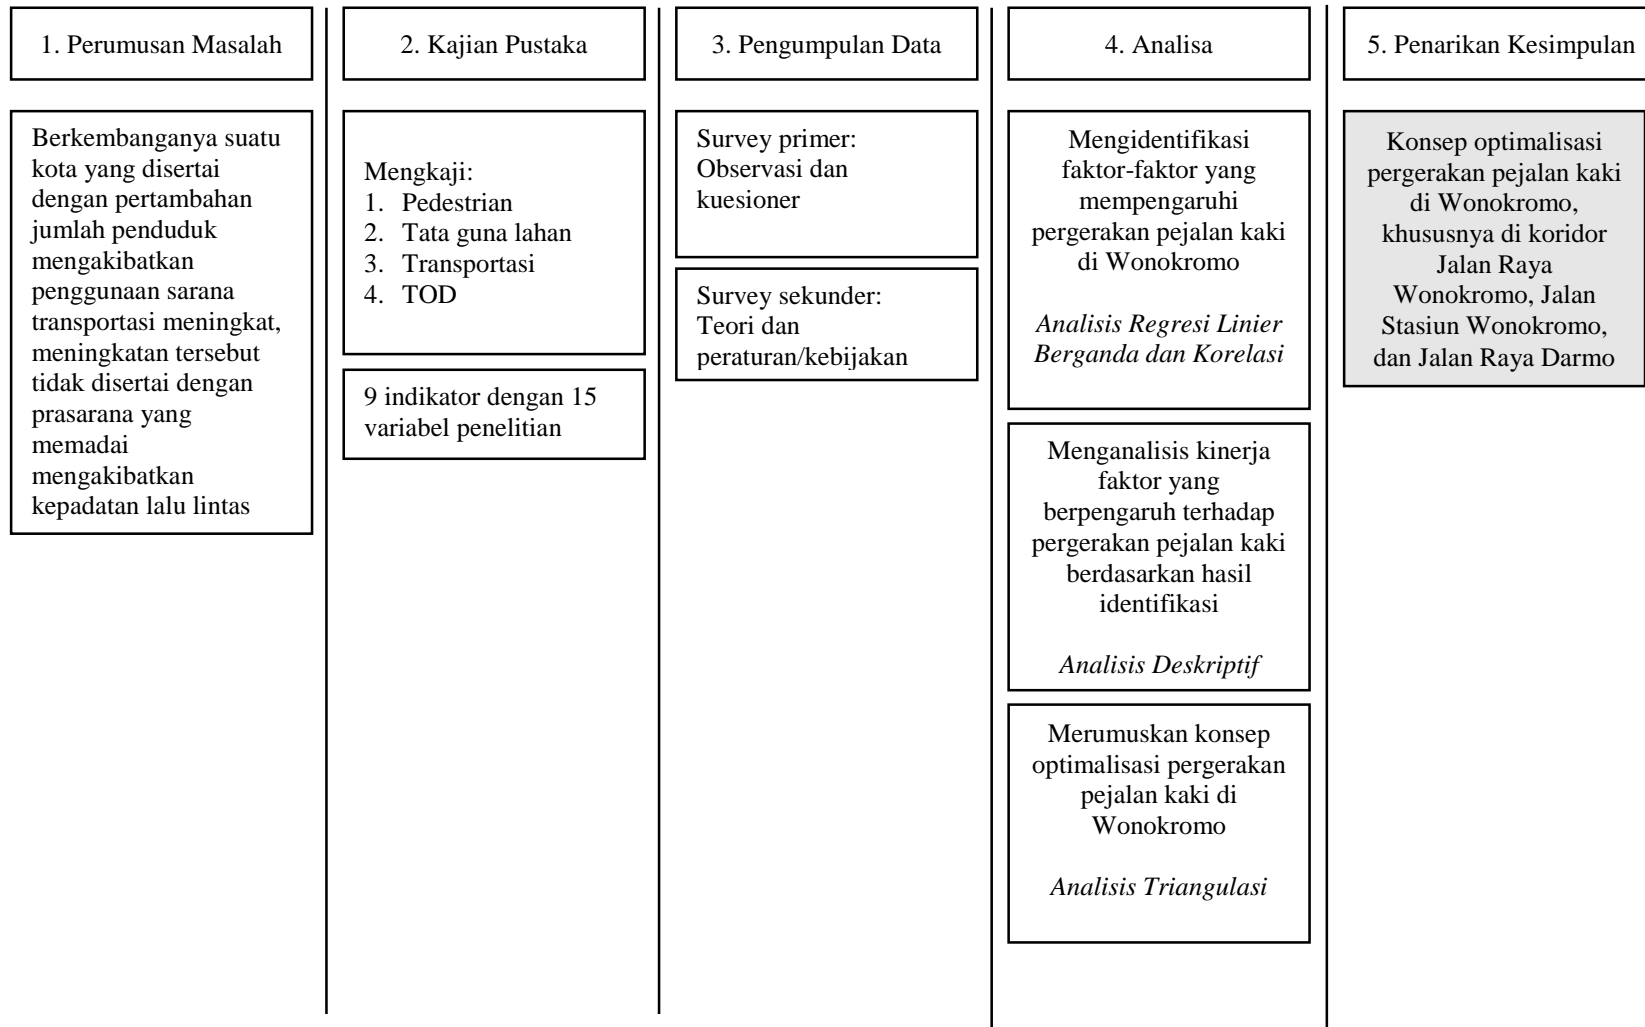 1. Perumusan Masalah
2. Kajian Pustaka
3. Pengumpulan Data
4. Analisa
5. Penarikan Kesimpulan
Berkembanganya suatu
kota yang disertai
dengan pertambahan
jumlah penduduk
mengakibatkan
penggunaan sarana
transportasi meningkat,
meningkatan tersebut
tidak disertai dengan
prasarana yang
memadai
mengakibatkan
kepadatan lalu lintas
Mengkaji:
1. Pedestrian
2. Tata guna lahan
3. Transportasi
4. TOD
9 indikator dengan 15
variabel penelitian
Survey primer:
Observasi dan
kuesioner
Survey sekunder:
Teori dan
peraturan/kebijakan
Mengidentifikasi
faktor-faktor yang
mempengaruhi
pergerakan pejalan kaki
di Wonokromo
Analisis Regresi Linier
Berganda dan Korelasi
Menganalisis kinerja
faktor yang
berpengaruh terhadap
pergerakan pejalan kaki
berdasarkan hasil
identifikasi
Analisis Deskriptif
Merumuskan konsep
optimalisasi pergerakan
pejalan kaki di
Wonokromo
Analisis Triangulasi
Konsep optimalisasi
pergerakan pejalan kaki
di Wonokromo,
khususnya di koridor
Jalan Raya
Wonokromo, Jalan
Stasiun Wonokromo,
dan Jalan Raya Darmo